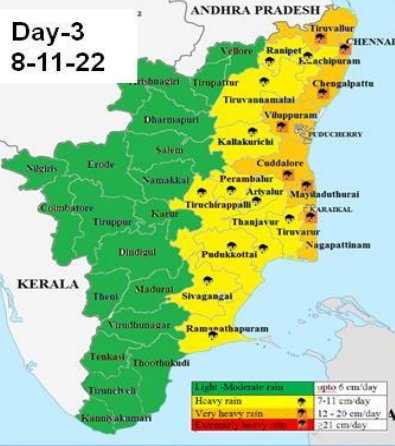 Day-3
8-11-22
ANDHRA PRADESH
Tiruvallur
CHENNAI
Vellore
Ranipet
Kanchipuram
Krishnagiri
Tirupattur
Chengalpattu
Tiruvannamalai
Dharmapuri
Viluppuram
PUDUCHERRY
Kallakurichi
Salem
Cuddalore
Erode
Nilgiris
Namakkal
Perambalur
Ariyalur
Mayiladuthurai
Coimbatore
Karur
Tiruchirappalli
KARAIKAL
Tiruppur
Thanjavur
Tiruvarur
Nagapattinam
Dindigul
Pudukkottai
KERALA
Theni
Madurai
Sivagangai
Virudhunagar
Ramanathapuram
Tenkasi
Thoothukudi
Tirunelveli
Kanniyakumari
Light -Moderate rain upto 6 cm/day
Heavy rain 7-11 cm/day
Very heavy rain 12 - 20 cm/day
Extremely heavy rain ≥21 cm/day